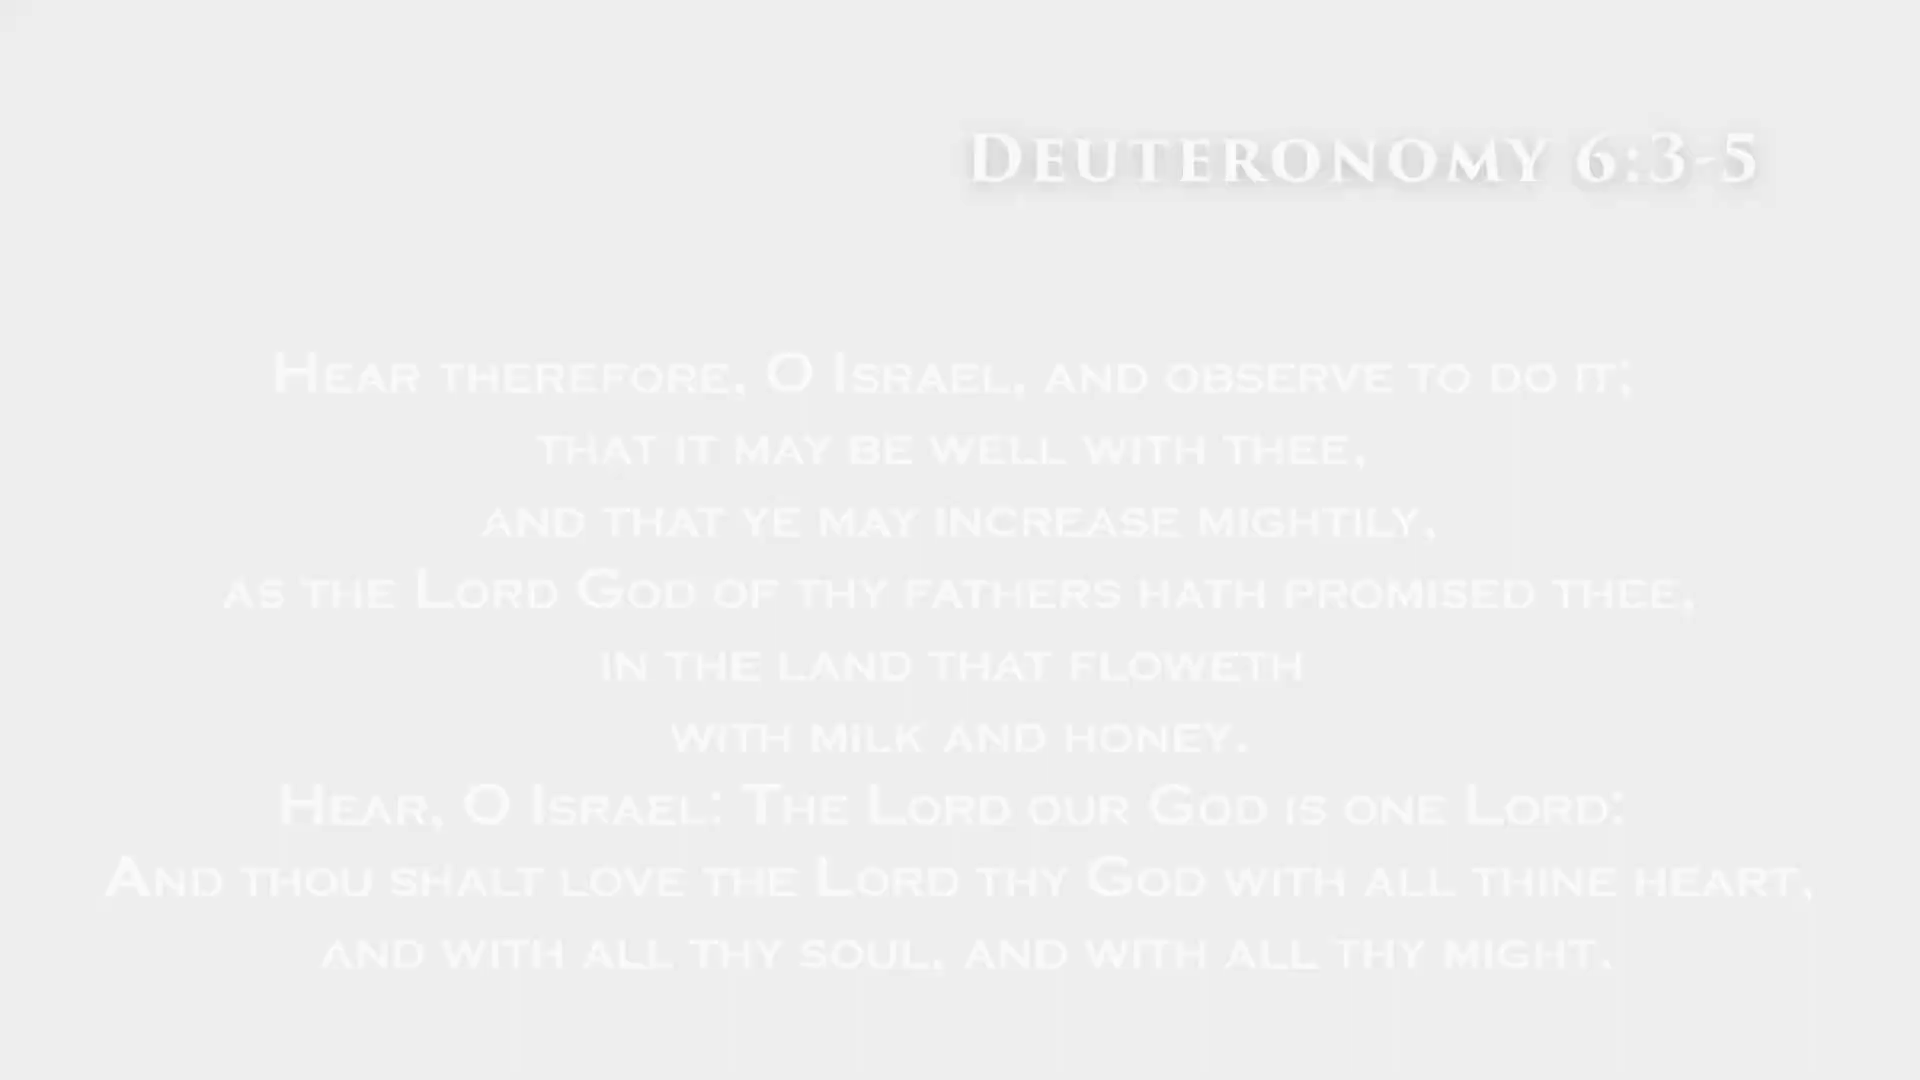 Deuteronomy 6:3-5
Hear therefore, O Israel, and observe to do it;
that it may be well with thee,
and that ye may increase mightily,
as the Lord God of thy fathers hath promised thee,
in the land that floweth
with milk and honey.
Hear, O Israel: The Lord our God is one Lord:
And thou shalt love the Lord thy God with all thine heart,
and with all thy soul, and with all thy might.